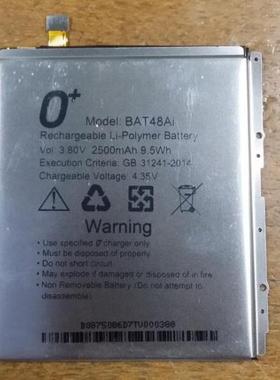 O+ Model: BAT48Ai
Rechargeable Li-Polymer Battery
Vol: 3.80V 2500mAh 9.5Wh
Execution Criteria: GB 31241-2014
Chargeable Voltage: 4.35V
Warning
• Use specified O+ charger only
• Must be disposed of properly
• Do not short Circuit
• May explode if damaged or in fire
• Non Removable Battery - Do not attempt to
disassemble!